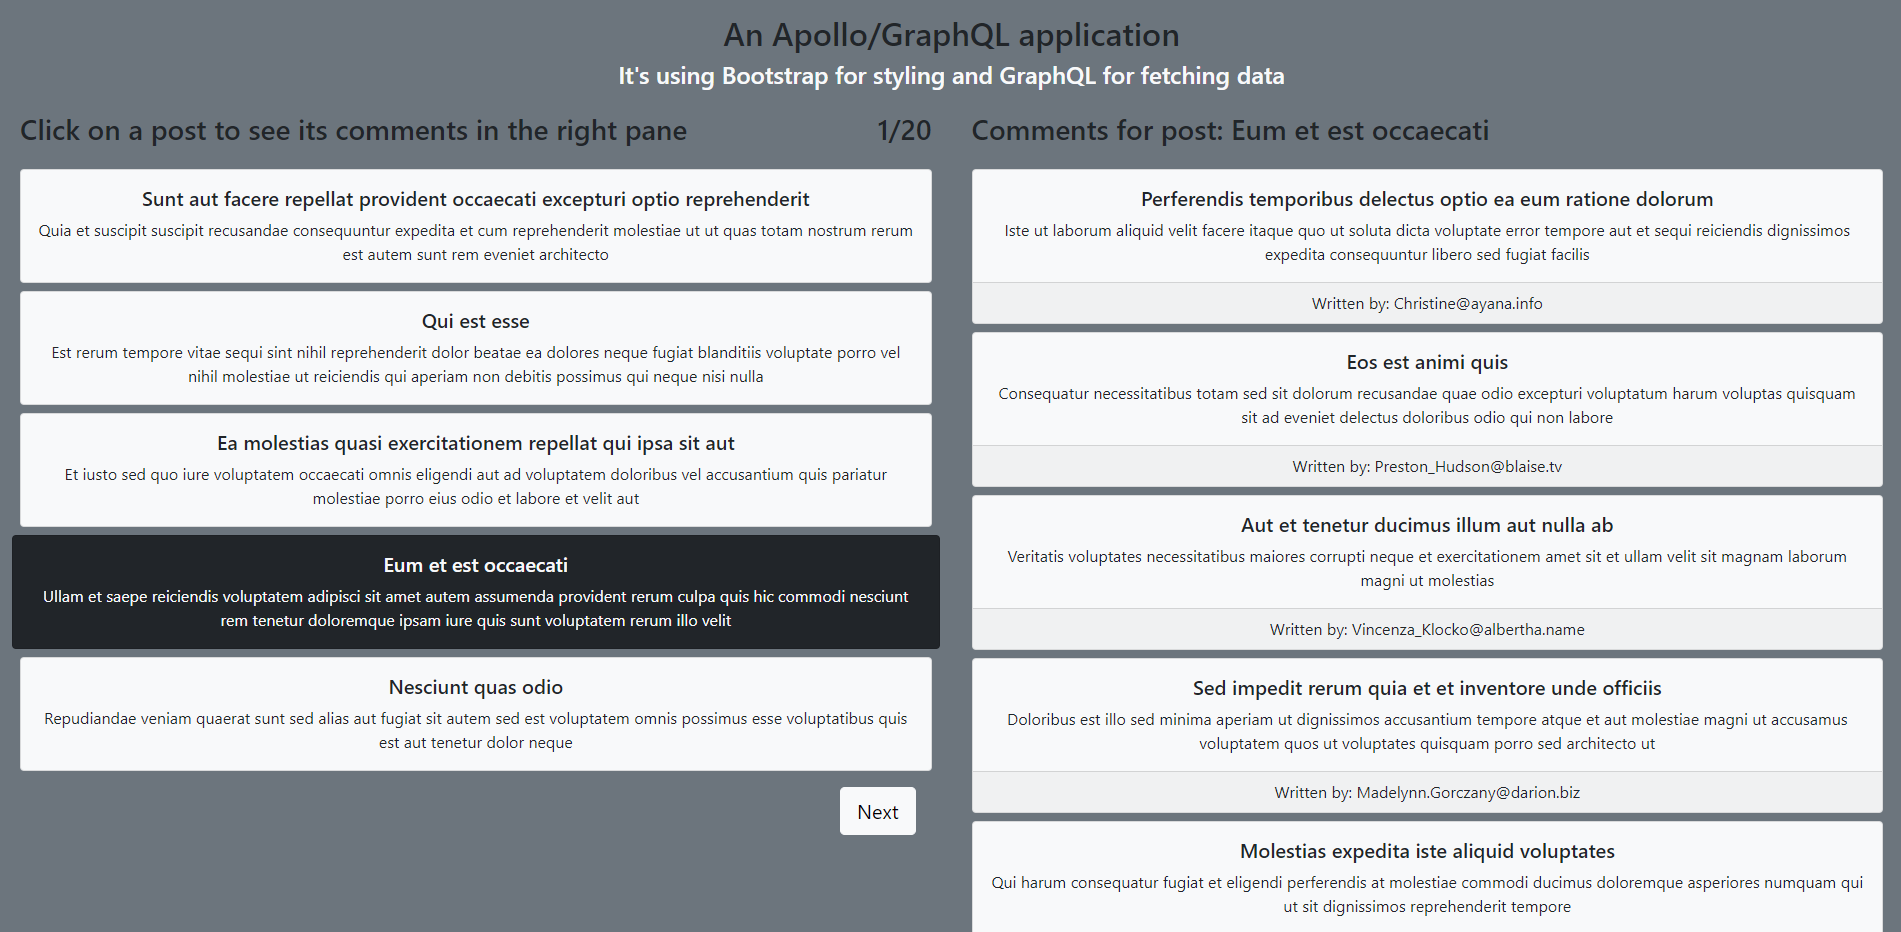 An Apollo/GraphQL application
It's using Bootstrap for styling and GraphQL for fetching data
Click on a post to see its comments in the right pane
1/20
Sunt aut facere repellat provident occaecati excepturi optio reprehenderit
Quia et suscipit suscipit recusandae consequuntur expedita et cum reprehenderit molestiae ut ut quas totam nostrum rerum
est autem sunt rem eveniet architecto
Qui est esse
Est rerum tempore vitae sequi sint nihil reprehenderit dolor beatae ea dolores neque fugiat blanditiis voluptate porro vel
nihil molestiae ut reiciendis qui aperiam non debitis possimus qui neque nisi nulla
Ea molestias quasi exercitationem repellat qui ipsa sit aut
Et iusto sed quo iure voluptatem occaecati omnis eligendi aut ad voluptatem doloribus vel accusantium quis pariatur
molestiae porro eius odio et labore et velit aut
Eum et est occaecati
Ullam et saepe reiciendis voluptatem adipisci sit amet autem assumenda provident rerum culpa quis hic commodi nesciunt
rem tenetur doloremque ipsam iure quis sunt voluptatem rerum illo velit
Nesciunt quas odio
Repudiandae veniam quaerat sunt sed alias aut fugiat sit autem sed est voluptatem omnis possimus esse voluptatibus quis
est aut tenetur dolor neque
Next
Comments for post: Eum et est occaecati
Perferendis temporibus delectus optio ea eum ratione dolorum
Iste ut laborum aliquid velit facere itaque quo ut soluta dicta voluptate error tempore aut et sequi reiciendis dignissimos
expedita consequuntur libero sed fugiat facilis
Written by: Christine@ayana.info
Eos est animi quis
Consequatur necessitatibus totam sed sit dolorum recusandae quae odio excepturi voluptatum harum voluptas quisquam
sit ad eveniet delectus doloribus odio qui non labore
Written by: Preston_Hudson@blaise.tv
Aut et tenetur ducimus illum aut nulla ab
Veritatis voluptates necessitatibus maiores corrupti neque et exercitationem amet sit et ullam velit sit magnam laborum
magni ut molestias
Written by: Vincenza_Klocko@albertha.name
Sed impedit rerum quia et et inventore unde officiis
Doloribus est illo sed minima aperiam ut dignissimos accusantium tempore atque et aut molestiae magni ut accusamus
voluptatem quos ut voluptates quisquam porro sed architecto ut
Written by: Madelynn.Gorczany@darion.biz
Molestias expedita iste aliquid voluptates
Qui harum consequatur fugiat et eligendi perferendis at molestiae commodi ducimus doloremque asperiores numquam qui
ut sit dignissimos reprehenderit tempore